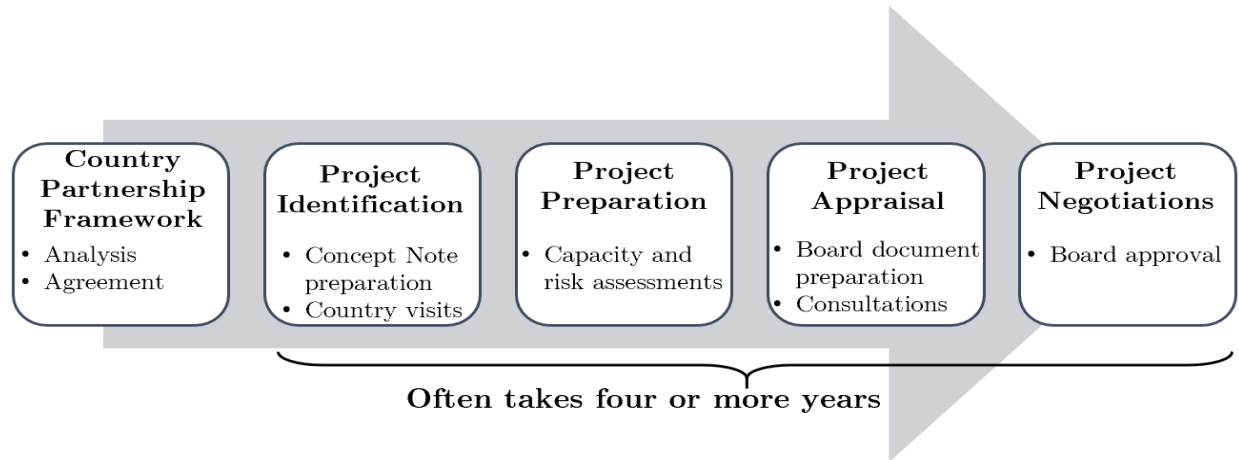 Country
Partnership
Framework
• Analysis
• Agreement
Project
Identification
• Concept Note
preparation
• Country visits
Project
Preparation
• Capacity and
risk assessments
Project
Appraisal
• Board document
preparation
• Consultations
Project
Negotiations
• Board approval
Often takes four or more years